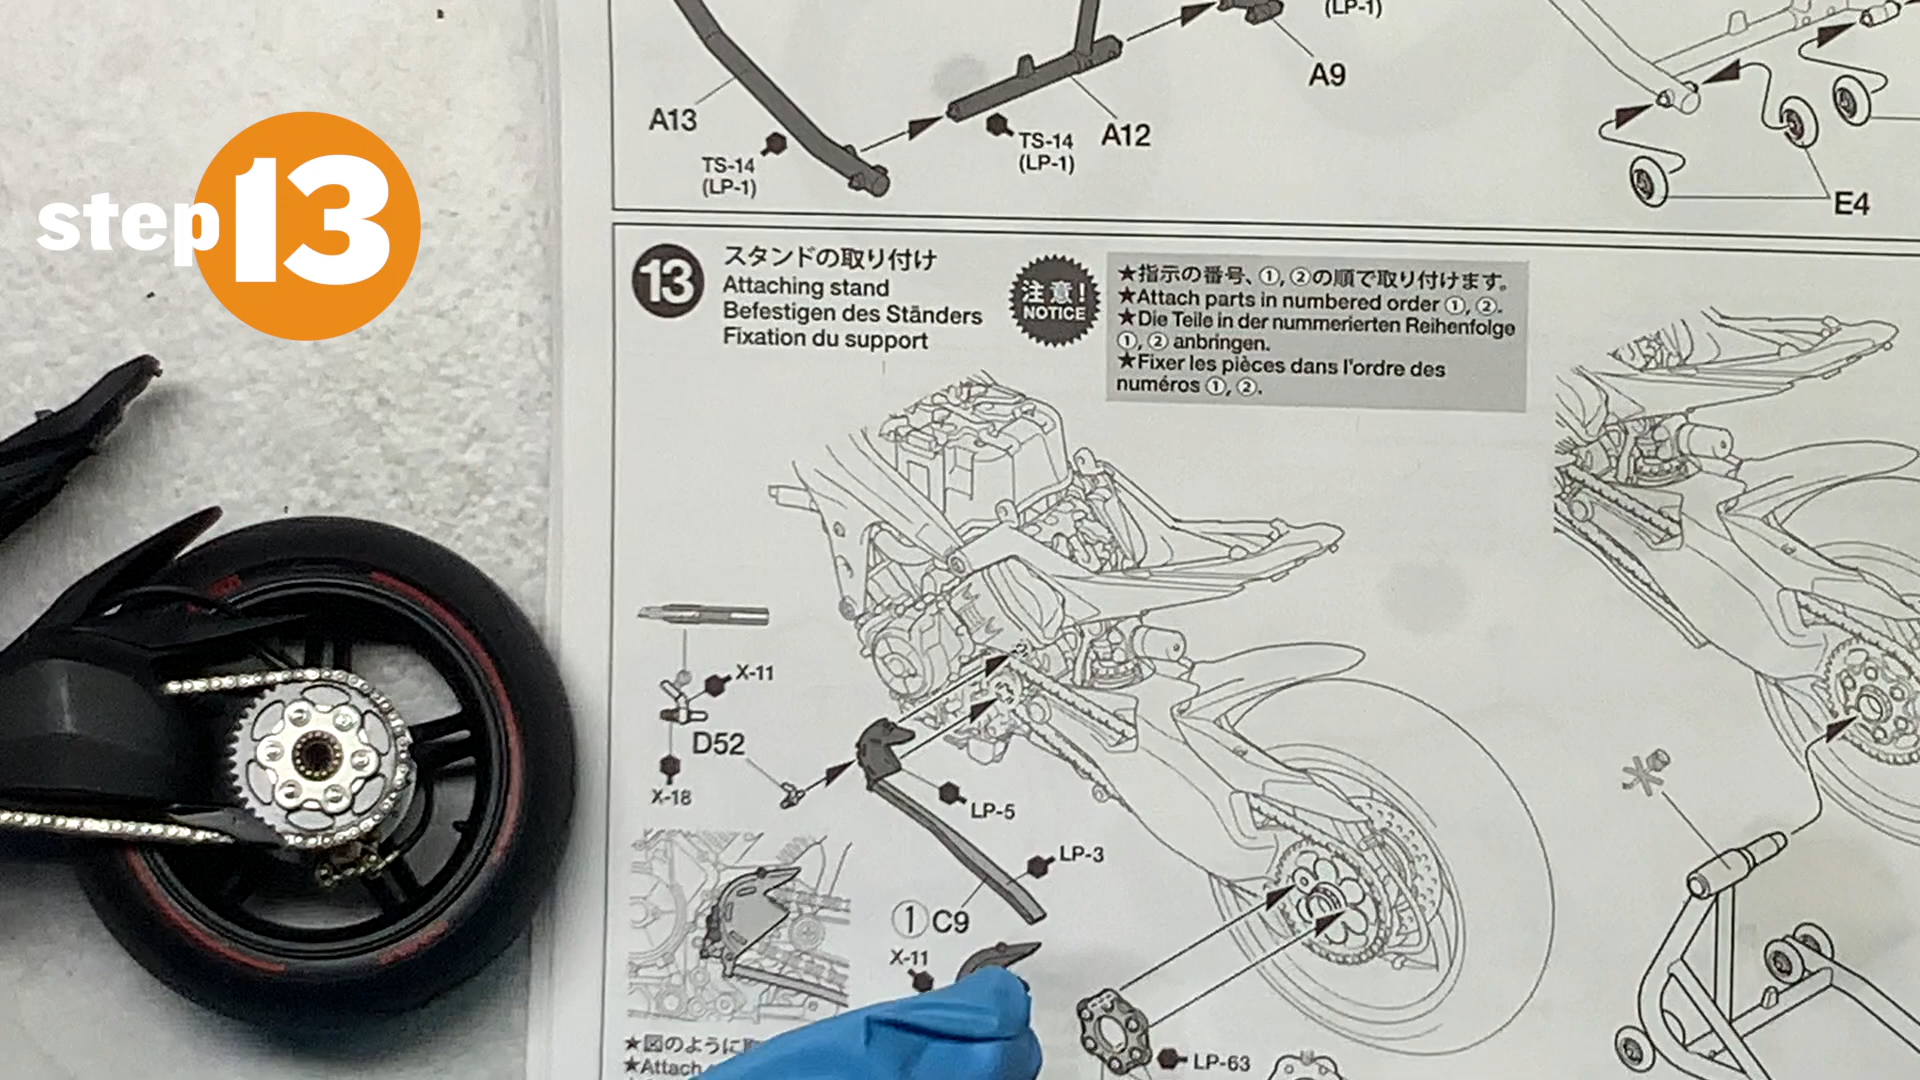 step 13
(LP-1)
A9
A13
TS-14
(LP-1)
TS-14
(LP-1)
A12
E4
13
スタンドの取り付け
Attaching stand
Befestigen des Ständers
Fixation du support
注意!
NOTICE
★指示の番号、①, ②の順で取り付けます。
★Attach parts in numbered order ①, ②.
★Die Teile in der nummerierten Reihenfolge
①, ② anbringen.
★Fixer les pièces dans l'ordre des
numéros ①, ②.
X-11
D52
X-18
LP-5
LP-3
① C9
X-11
LP-63
★図のように
★Attach